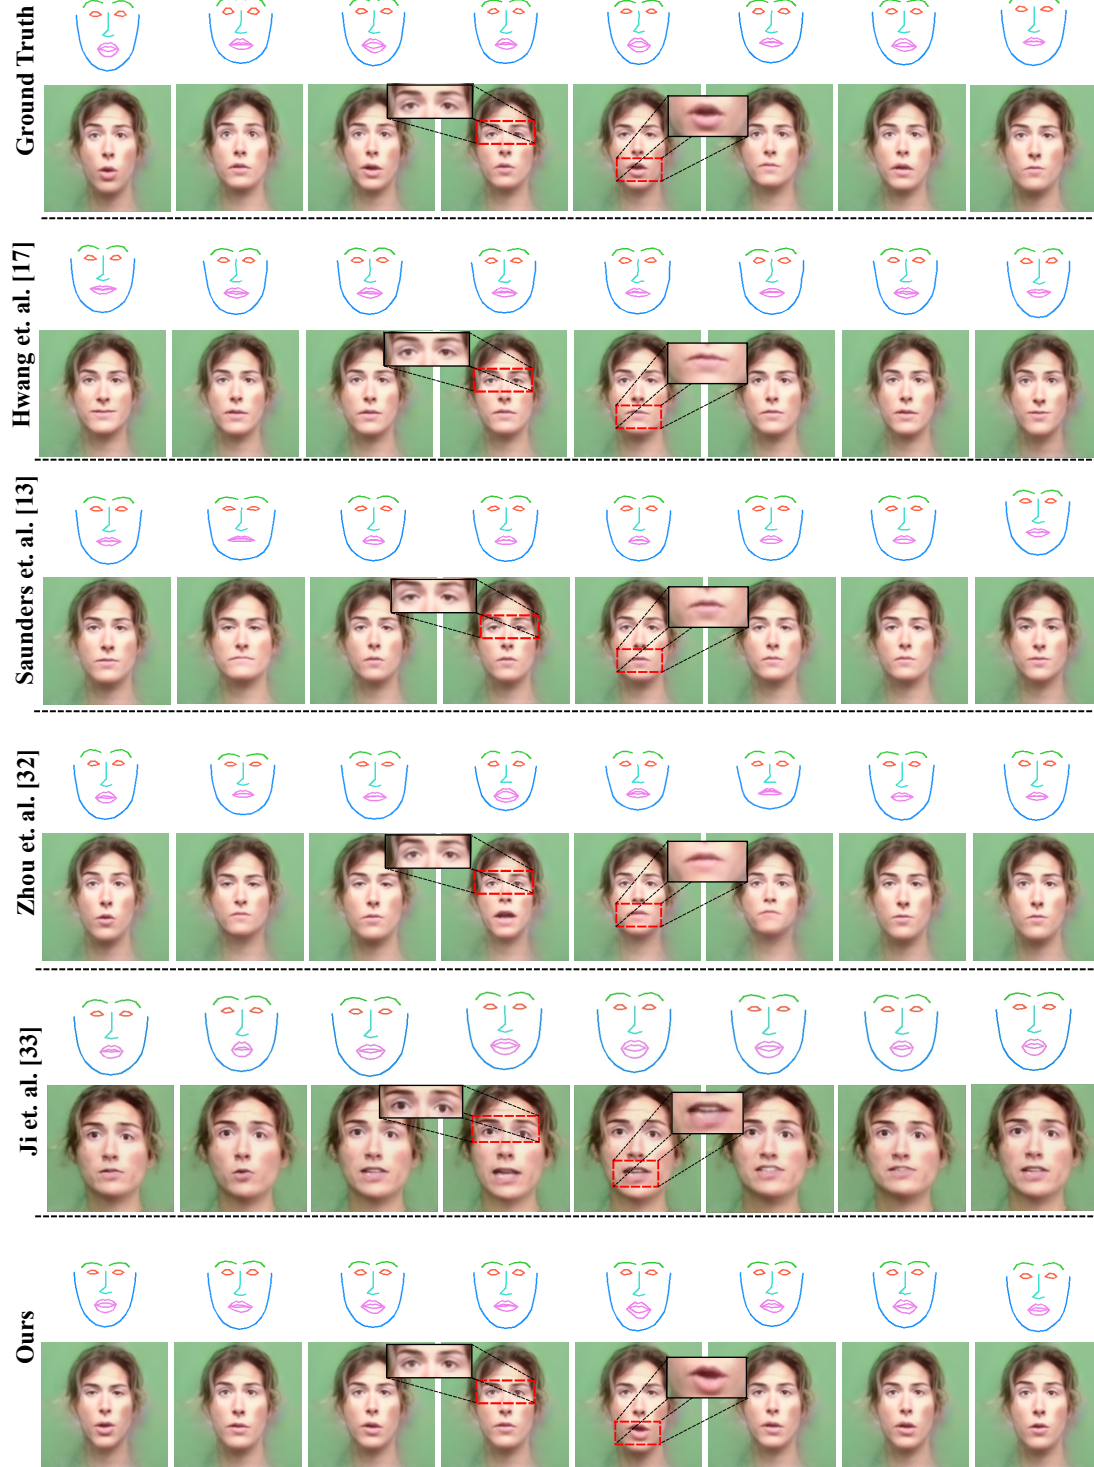 Ground Truth
Hwang et. al. [17]
Saunders et. al. [13]
Zhou et. al. [32]
Ji et. al. [33]
Ours